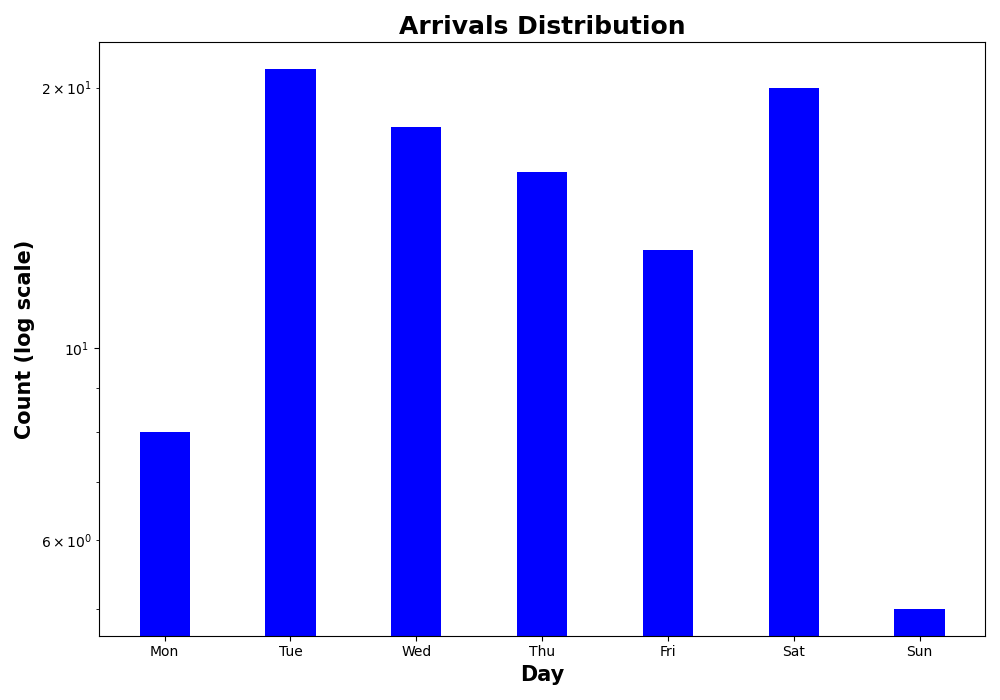 Arrivals Distribution
Count (log scale)
2 × 10¹
10¹
6 × 10⁰
Mon Tue Wed Thu Fri Sat Sun
Day